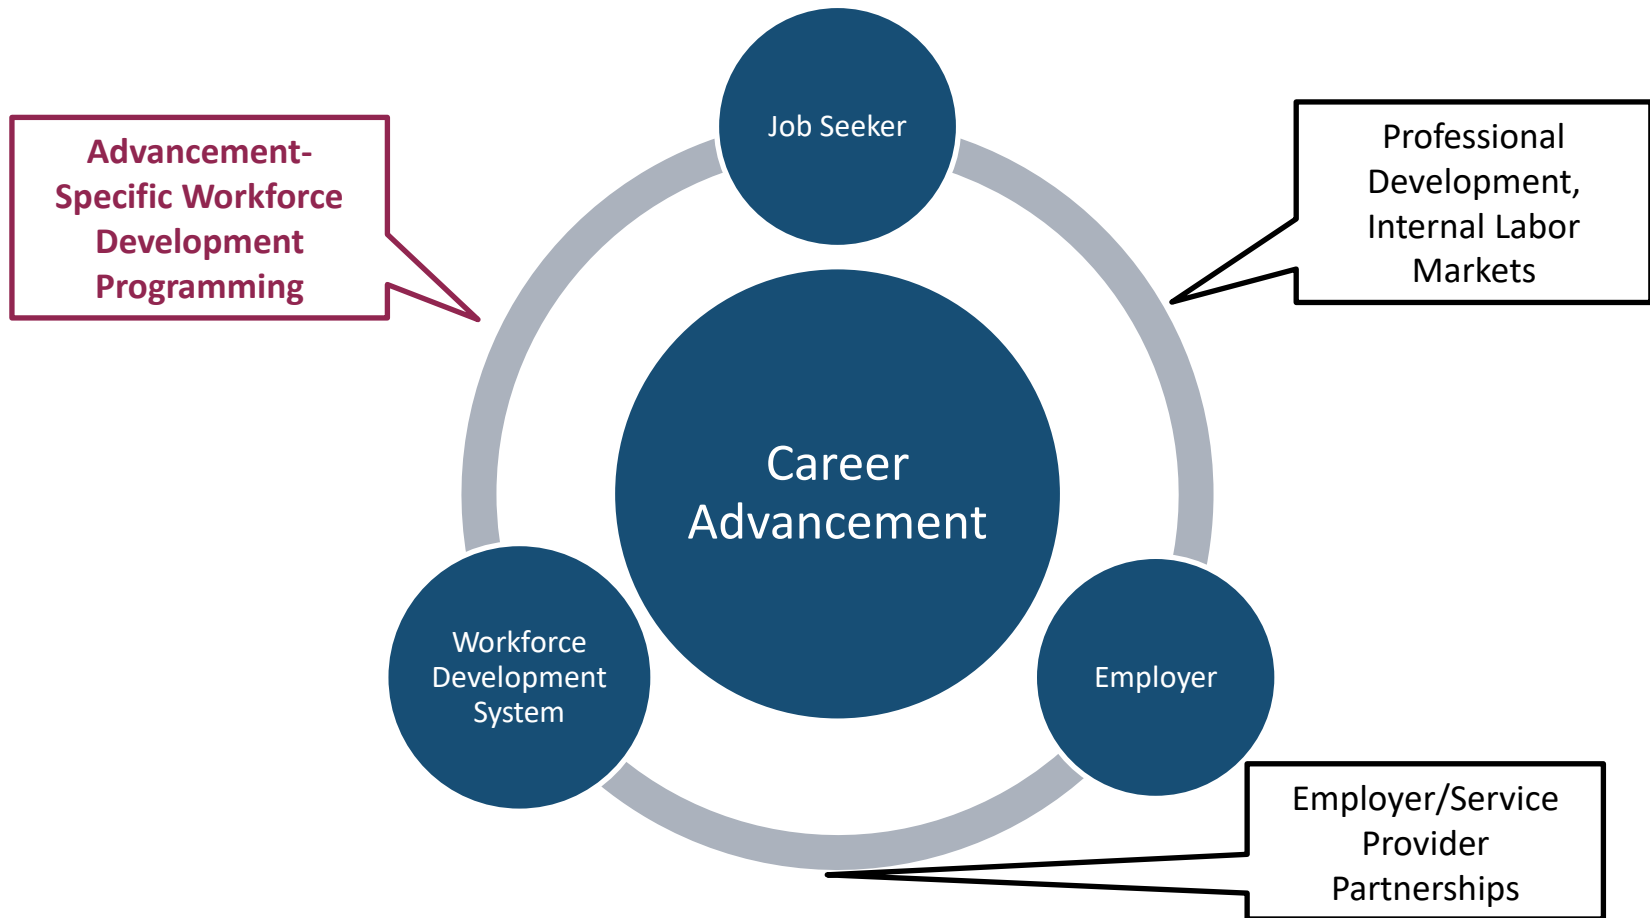 Job Seeker
Advancement-
Specific Workforce
Development
Programming
Professional
Development,
Internal Labor
Markets
Career
Advancement
Workforce
Development
System
Employer
Employer/Service
Provider
Partnerships